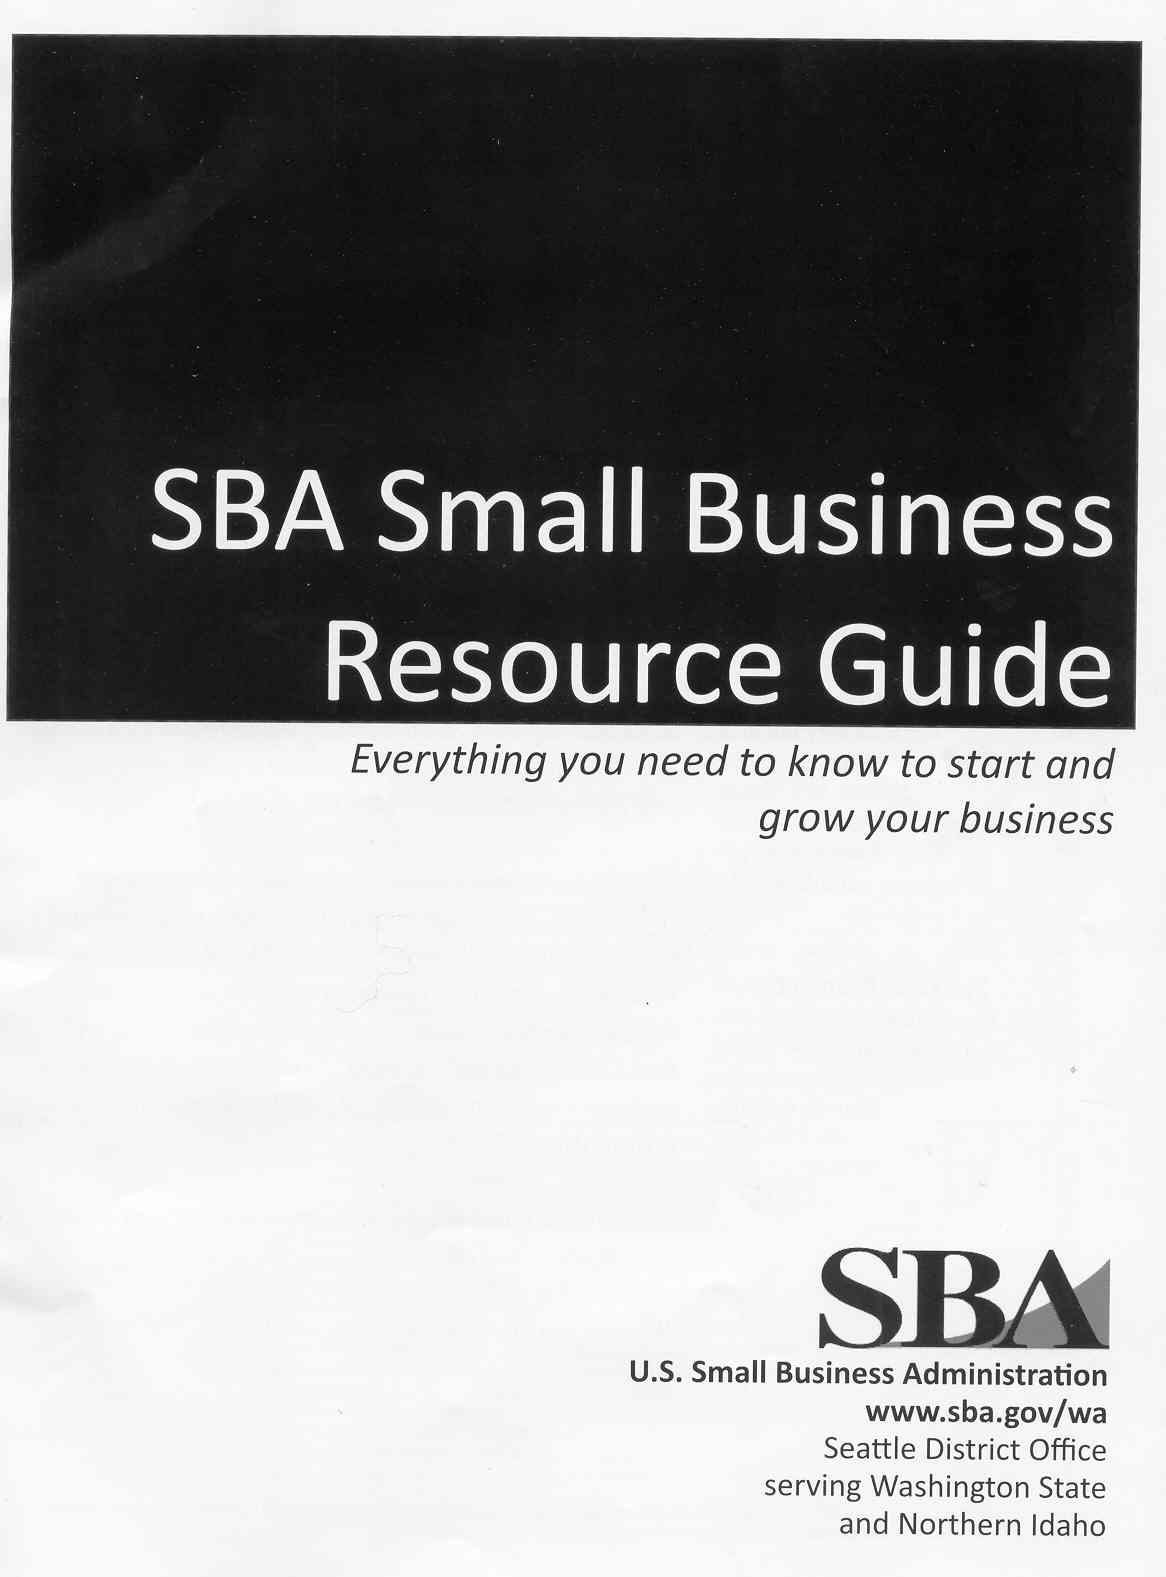 SBA Small Business
Resource Guide
Everything you need to know to start and
grow your business
SBA
U.S. Small Business Administration
www.sba.gov/wa
Seattle District Office
serving Washington State
and Northern Idaho